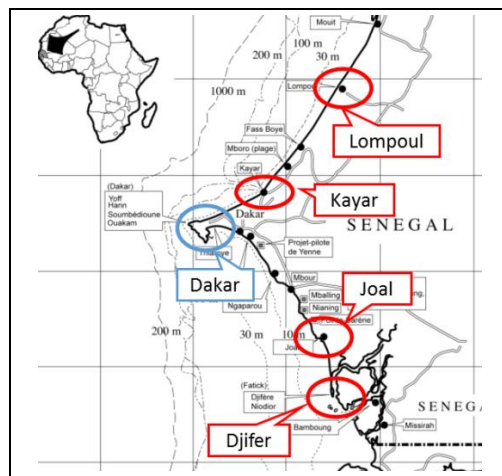 Mouit
100 m
200 m
30 m
1000 m
Lompoul
Lompoul
Fass Boye
Mboro (plage)
Kayar
Kayar
(Dakar)
Yoff
Hann
Soumbédioune
Ouakam
Dakar
SENEGAL
Projet-pilote
de Yenne
Dakar
Mbour
Joal
Ngaparou
Mballing
Nianing
200 m
30 m
10 m
(Fatick)
Djifère
Niodior
SENEGA
Djifer
Bamboung
Missirah